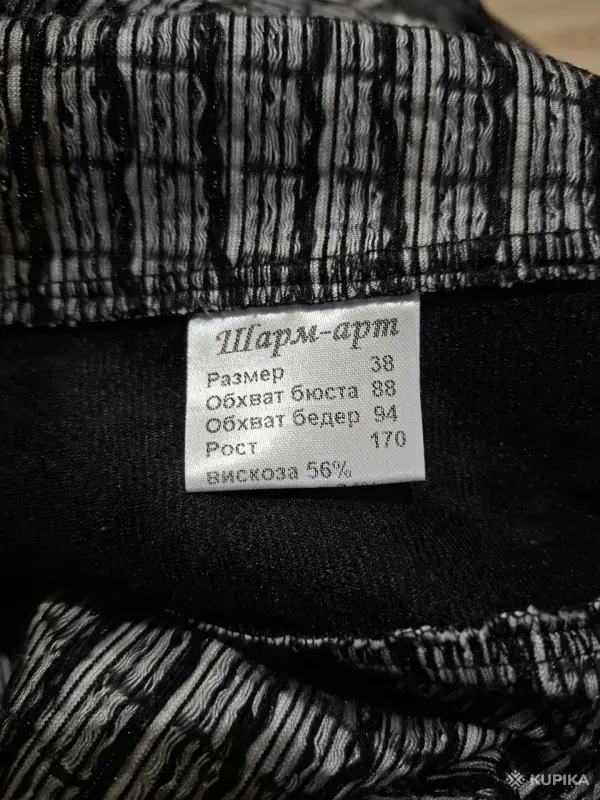 Шарм-арт
Размер 38
Обхват бюста 88
Обхват бедер 94
Рост 170
вискоза 56%
KUPIKA